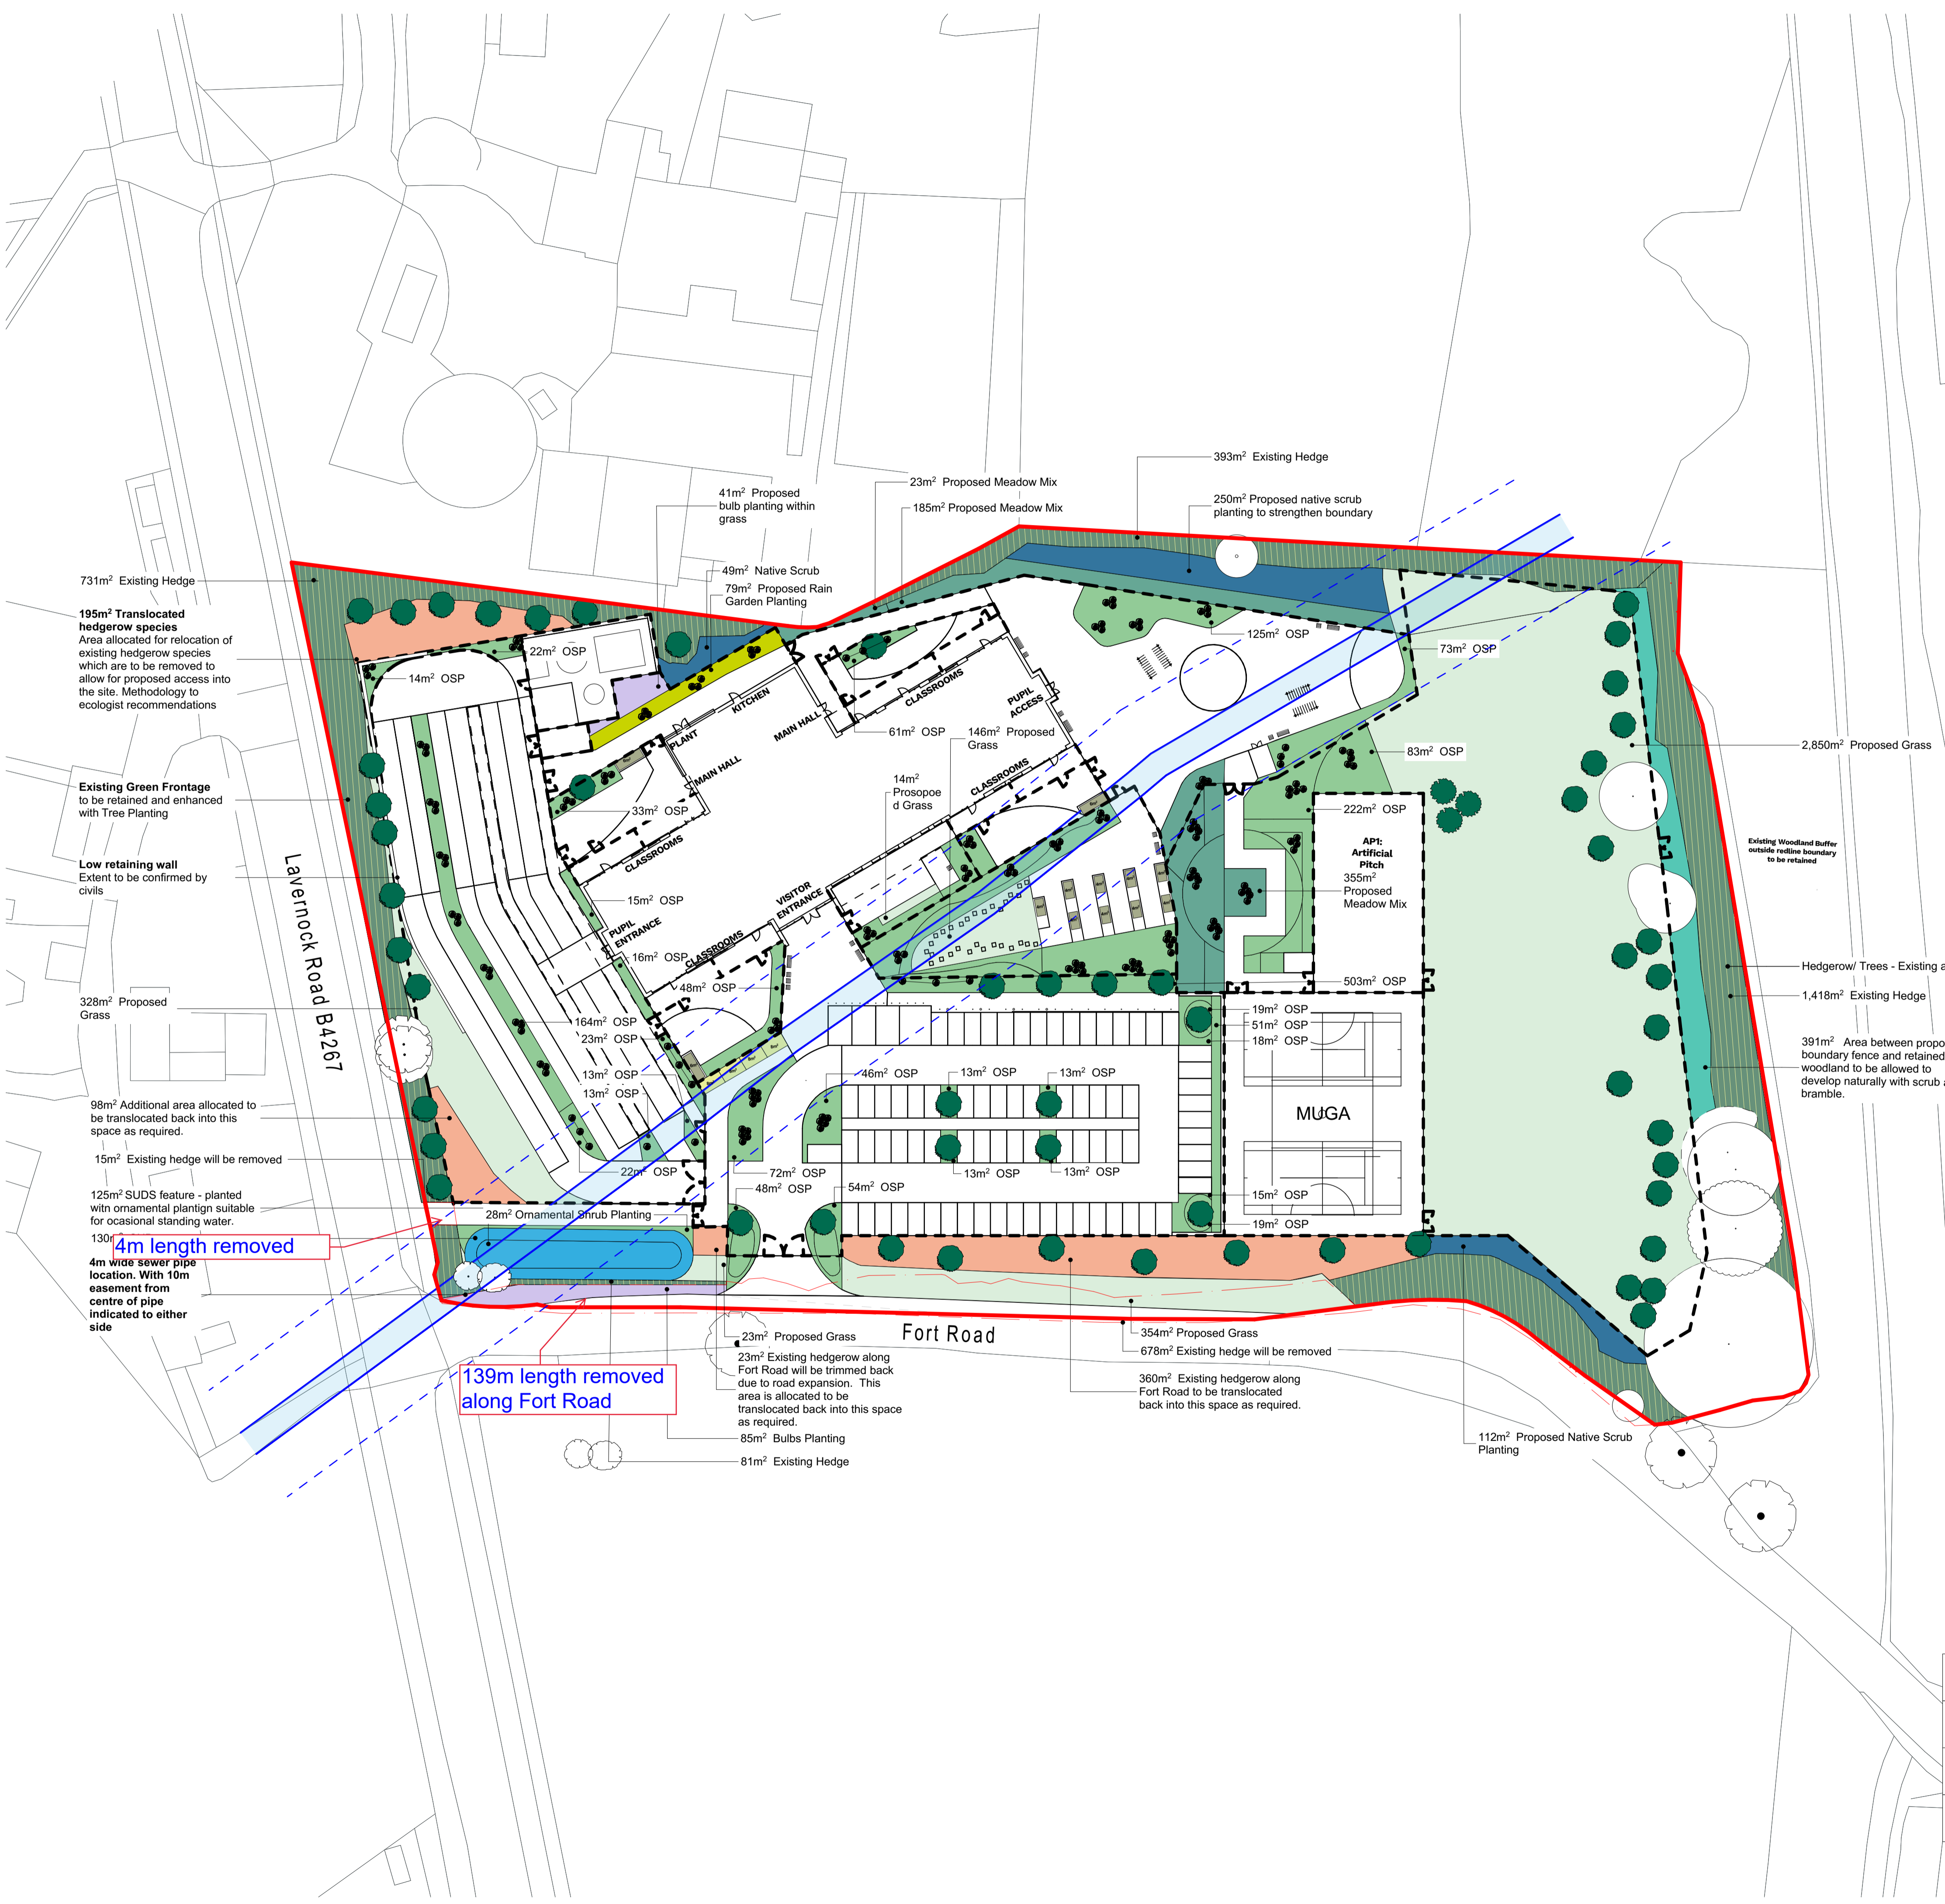 393m² Existing Hedge
23m² Proposed Meadow Mix
41m² Proposed
bulb planting within
grass
250m² Proposed native scrub
planting to strengthen boundary
185m² Proposed Meadow Mix
49m² Native Scrub
79m² Proposed Rain
Garden Planting
731m² Existing Hedge
195m² Translocated
hedgerow species
Area allocated for relocation of
existing hedgerow species
which are to be removed to
allow for proposed access into
the site. Methodology to
ecologist recommendations
22m² OSP
14m² OSP
125m² OSP
73m² OSP
KITCHEN
PLANT
MAIN HALL
MAIN HALL
CLASSROOMS
PUPIL
ACCESS
61m² OSP
146m² Proposed
Grass
83m² OSP
2,850m² Proposed Grass
Existing Green Frontage
to be retained and enhanced
with Tree Planting
33m² OSP
14m²
Prosopoe
d Grass
CLASSROOMS
222m² OSP
AP1:
Artificial
Pitch
355m²
Proposed
Meadow Mix
Existing Woodland Buffer
outside redline boundary
to be retained
Low retaining wall
Extent to be confirmed by
civils
CLASSROOMS
15m² OSP
VISITOR
ENTRANCE
PUPIL
ENTRANCE
CLASSROOMS
16m² OSP
48m² OSP
503m² OSP
Lavernock Road B4267
Hedgerow/ Trees - Existing a
1,418m² Existing Hedge
328m² Proposed
Grass
164m² OSP
23m² OSP
19m² OSP
51m² OSP
18m² OSP
391m² Area between propo
boundary fence and retained
woodland to be allowed to
develop naturally with scrub a
bramble.
13m² OSP
13m² OSP
46m² OSP
13m² OSP
13m² OSP
MUGA
98m² Additional area allocated to
be translocated back into this
space as required.
15m² Existing hedge will be removed
22m² OSP
72m² OSP
13m² OSP
13m² OSP
48m² OSP
54m² OSP
15m² OSP
19m² OSP
125m² SUDS feature - planted
witn ornamental plantign suitable
for ocasional standing water.
28m² Ornamental Shrub Planting
4m length removed
4m wide sewer pipe
location. With 10m
easement from
centre of pipe
indicated to either
side
Fort Road
23m² Proposed Grass
354m² Proposed Grass
678m² Existing hedge will be removed
139m length removed
along Fort Road
23m² Existing hedgerow along
Fort Road will be trimmed back
due to road expansion. This
area is allocated to be
translocated back into this space
as required.
360m² Existing hedgerow along
Fort Road to be translocated
back into this space as required.
85m² Bulbs Planting
81m² Existing Hedge
112m² Proposed Native Scrub
Planting